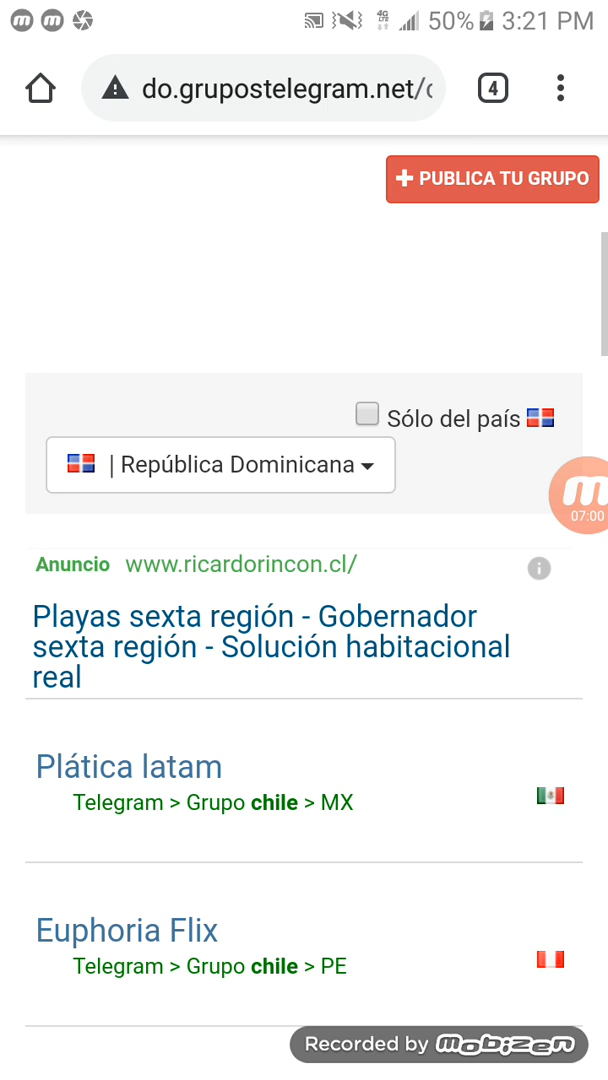 50% 3:21 PM
do.grupostelegram.net/c
4
+ PUBLICA TU GRUPO
Sólo del país
| República Dominicana
07:00
Anuncio www.ricardorincon.cl/
Playas sexta región - Gobernador
sexta región - Solución habitacional
real
Plática latam
Telegram > Grupo chile > MX
Euphoria Flix
Telegram > Grupo chile > PE
Recorded by mobizen